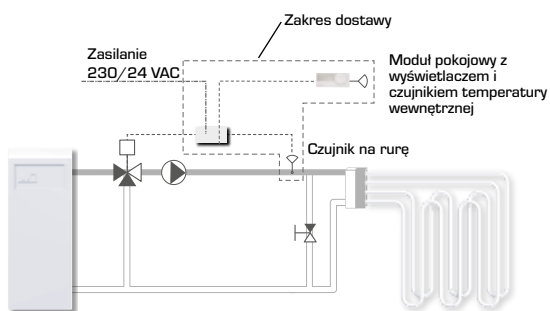 Zakres dostawy
Zasilanie
230/24 VAC
Moduł pokojowy z
wyświetlaczem i
czujnikiem temperatury
wewnętrznej
Czujnik na rurę